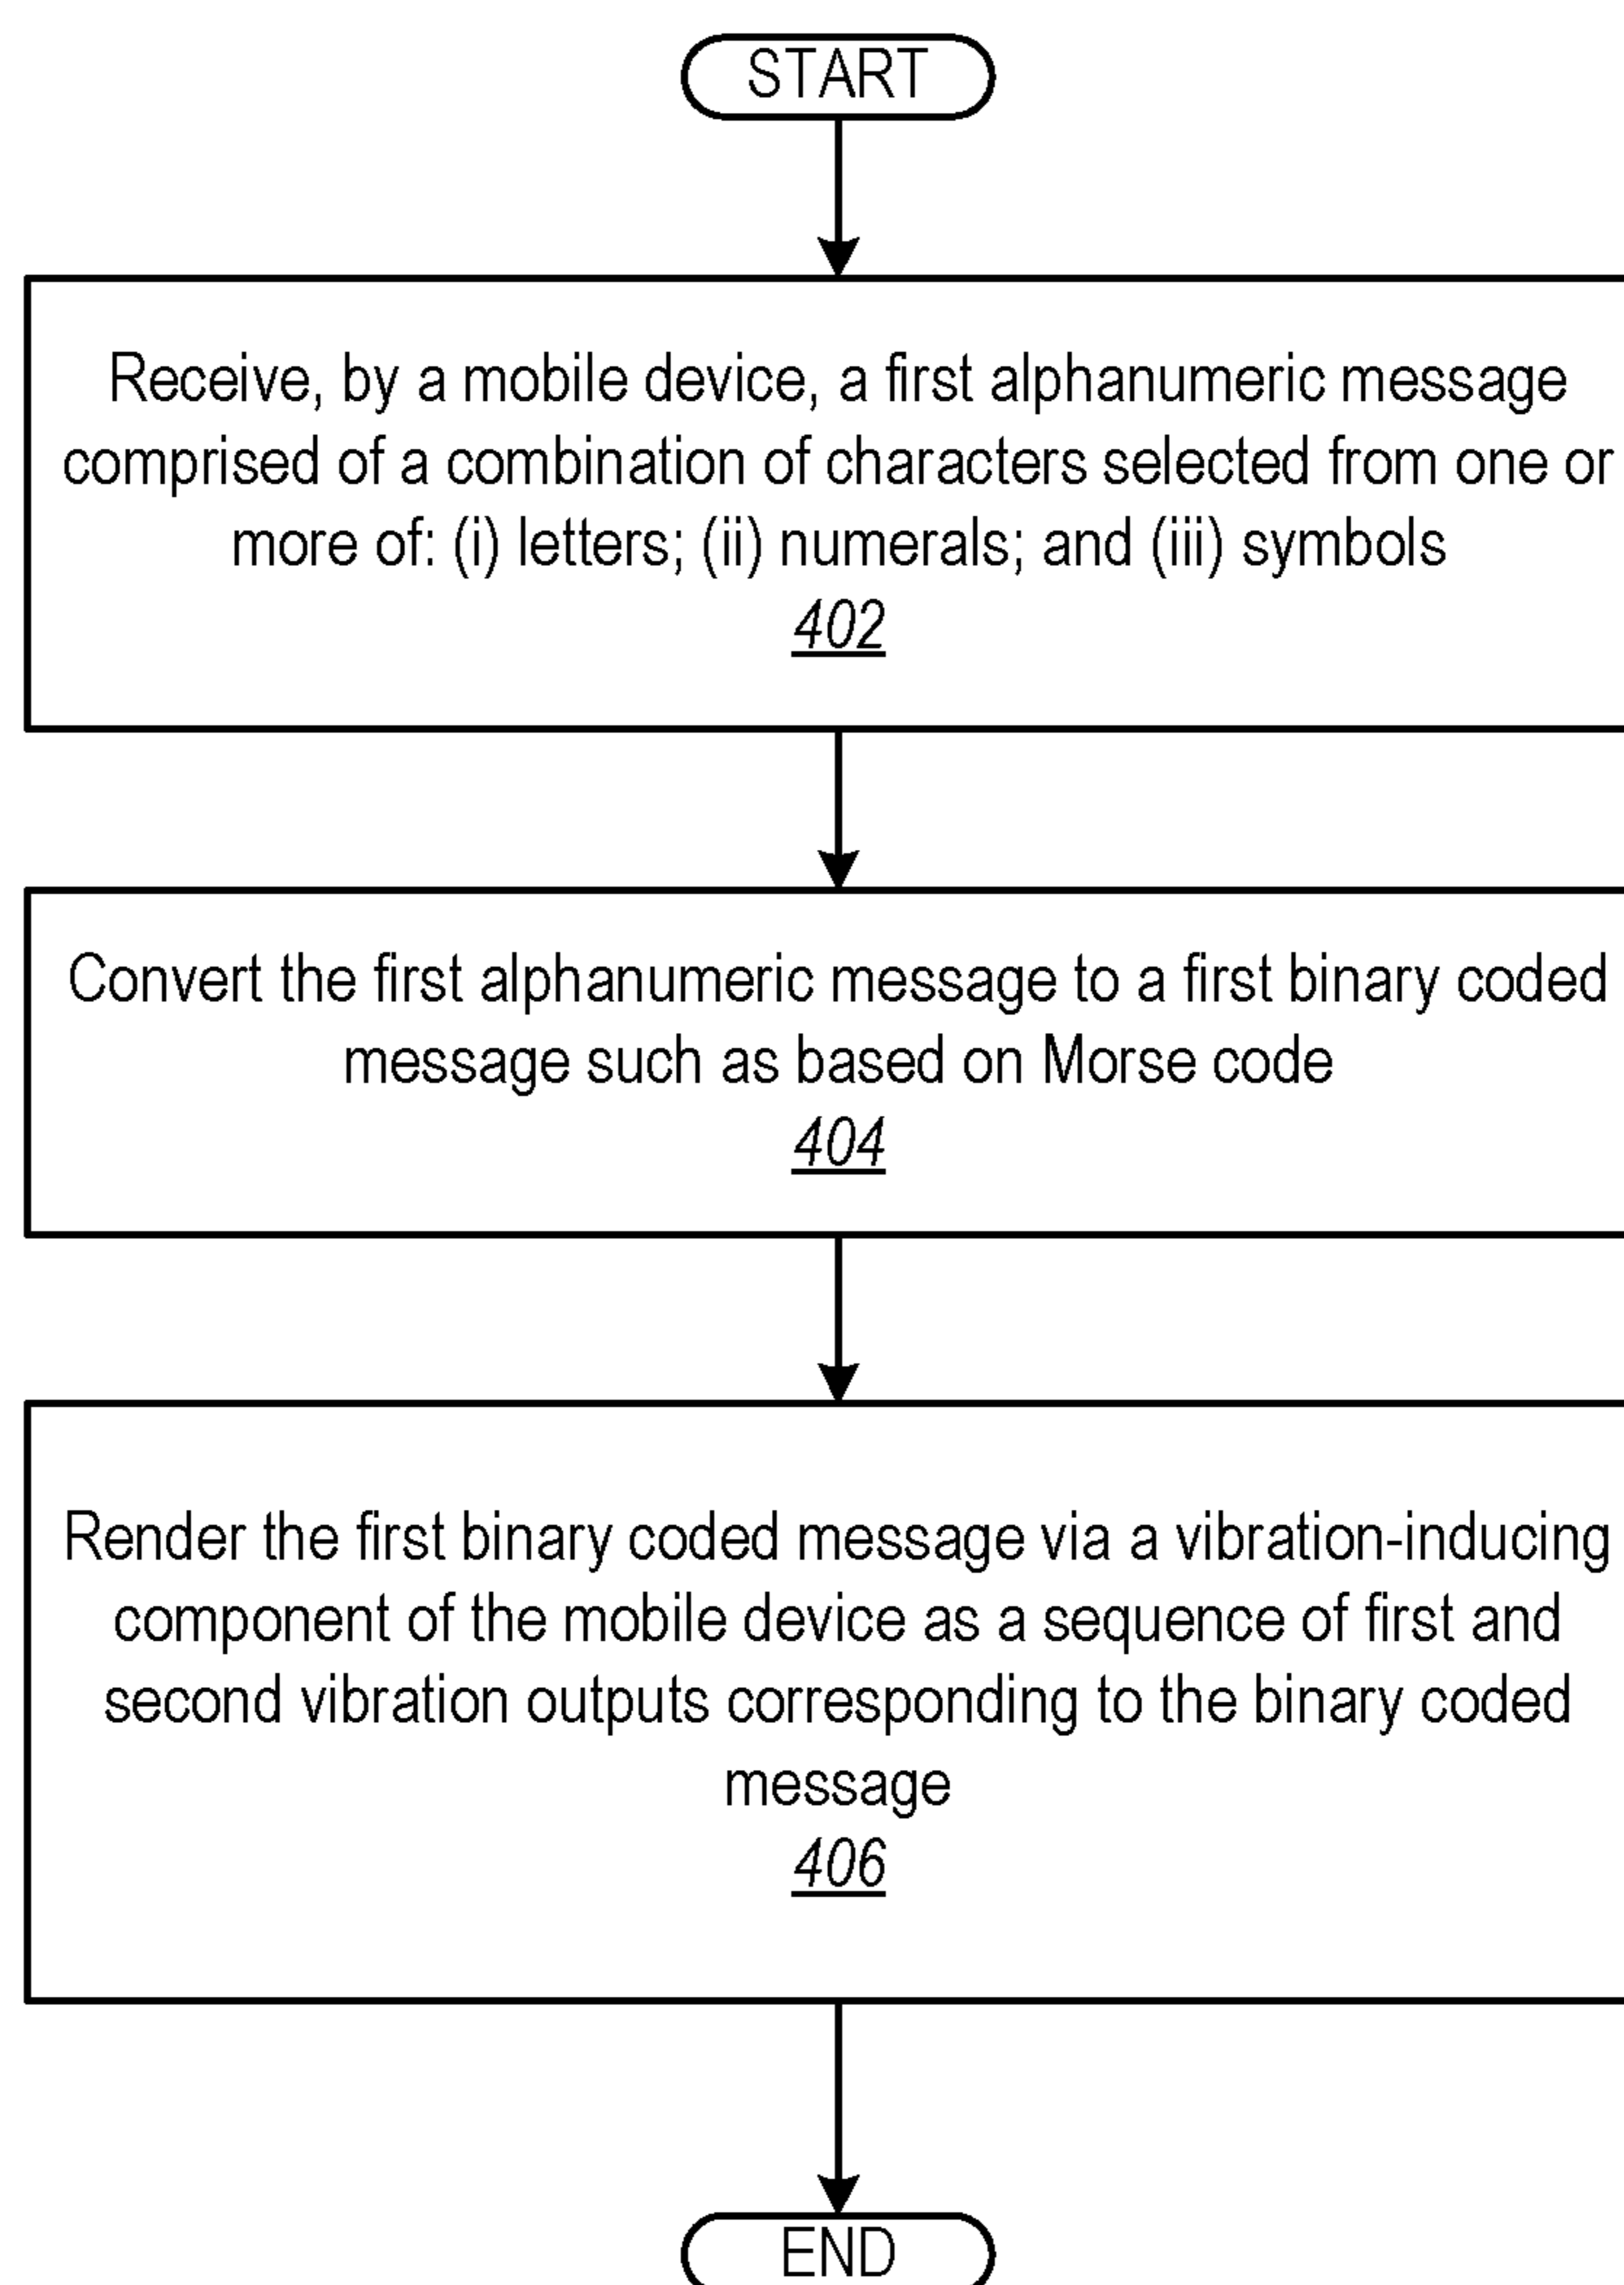 START
Receive, by a mobile device, a first alphanumeric message
comprised of a combination of characters selected from one or
more of: (i) letters; (ii) numerals; and (iii) symbols
402
Convert the first alphanumeric message to a first binary coded
message such as based on Morse code
404
Render the first binary coded message via a vibration-inducing
component of the mobile device as a sequence of first and
second vibration outputs corresponding to the binary coded
message
406
END